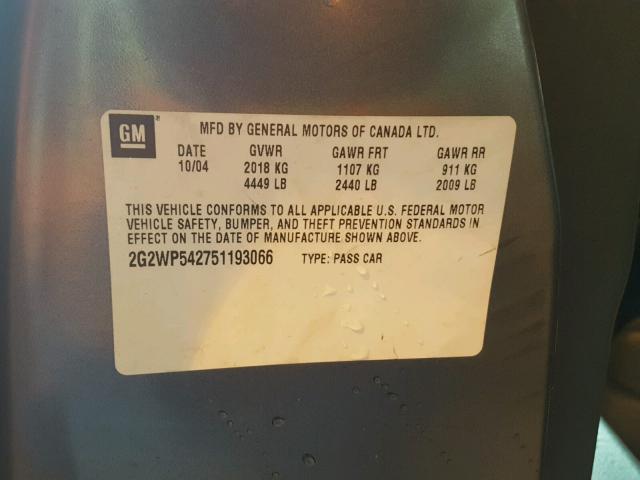 GM ® MFD BY GENERAL MOTORS OF CANADA LTD.
DATE GVWR GAWR FRT GAWR RR
10/04 2018 KG 1107 KG 911 KG
4449 LB 2440 LB 2009 LB
THIS VEHICLE CONFORMS TO ALL APPLICABLE U.S. FEDERAL MOTOR
VEHICLE SAFETY, BUMPER, AND THEFT PREVENTION STANDARDS IN
EFFECT ON THE DATE OF MANUFACTURE SHOWN ABOVE.
2G2WP542751193066 TYPE: PASS CAR